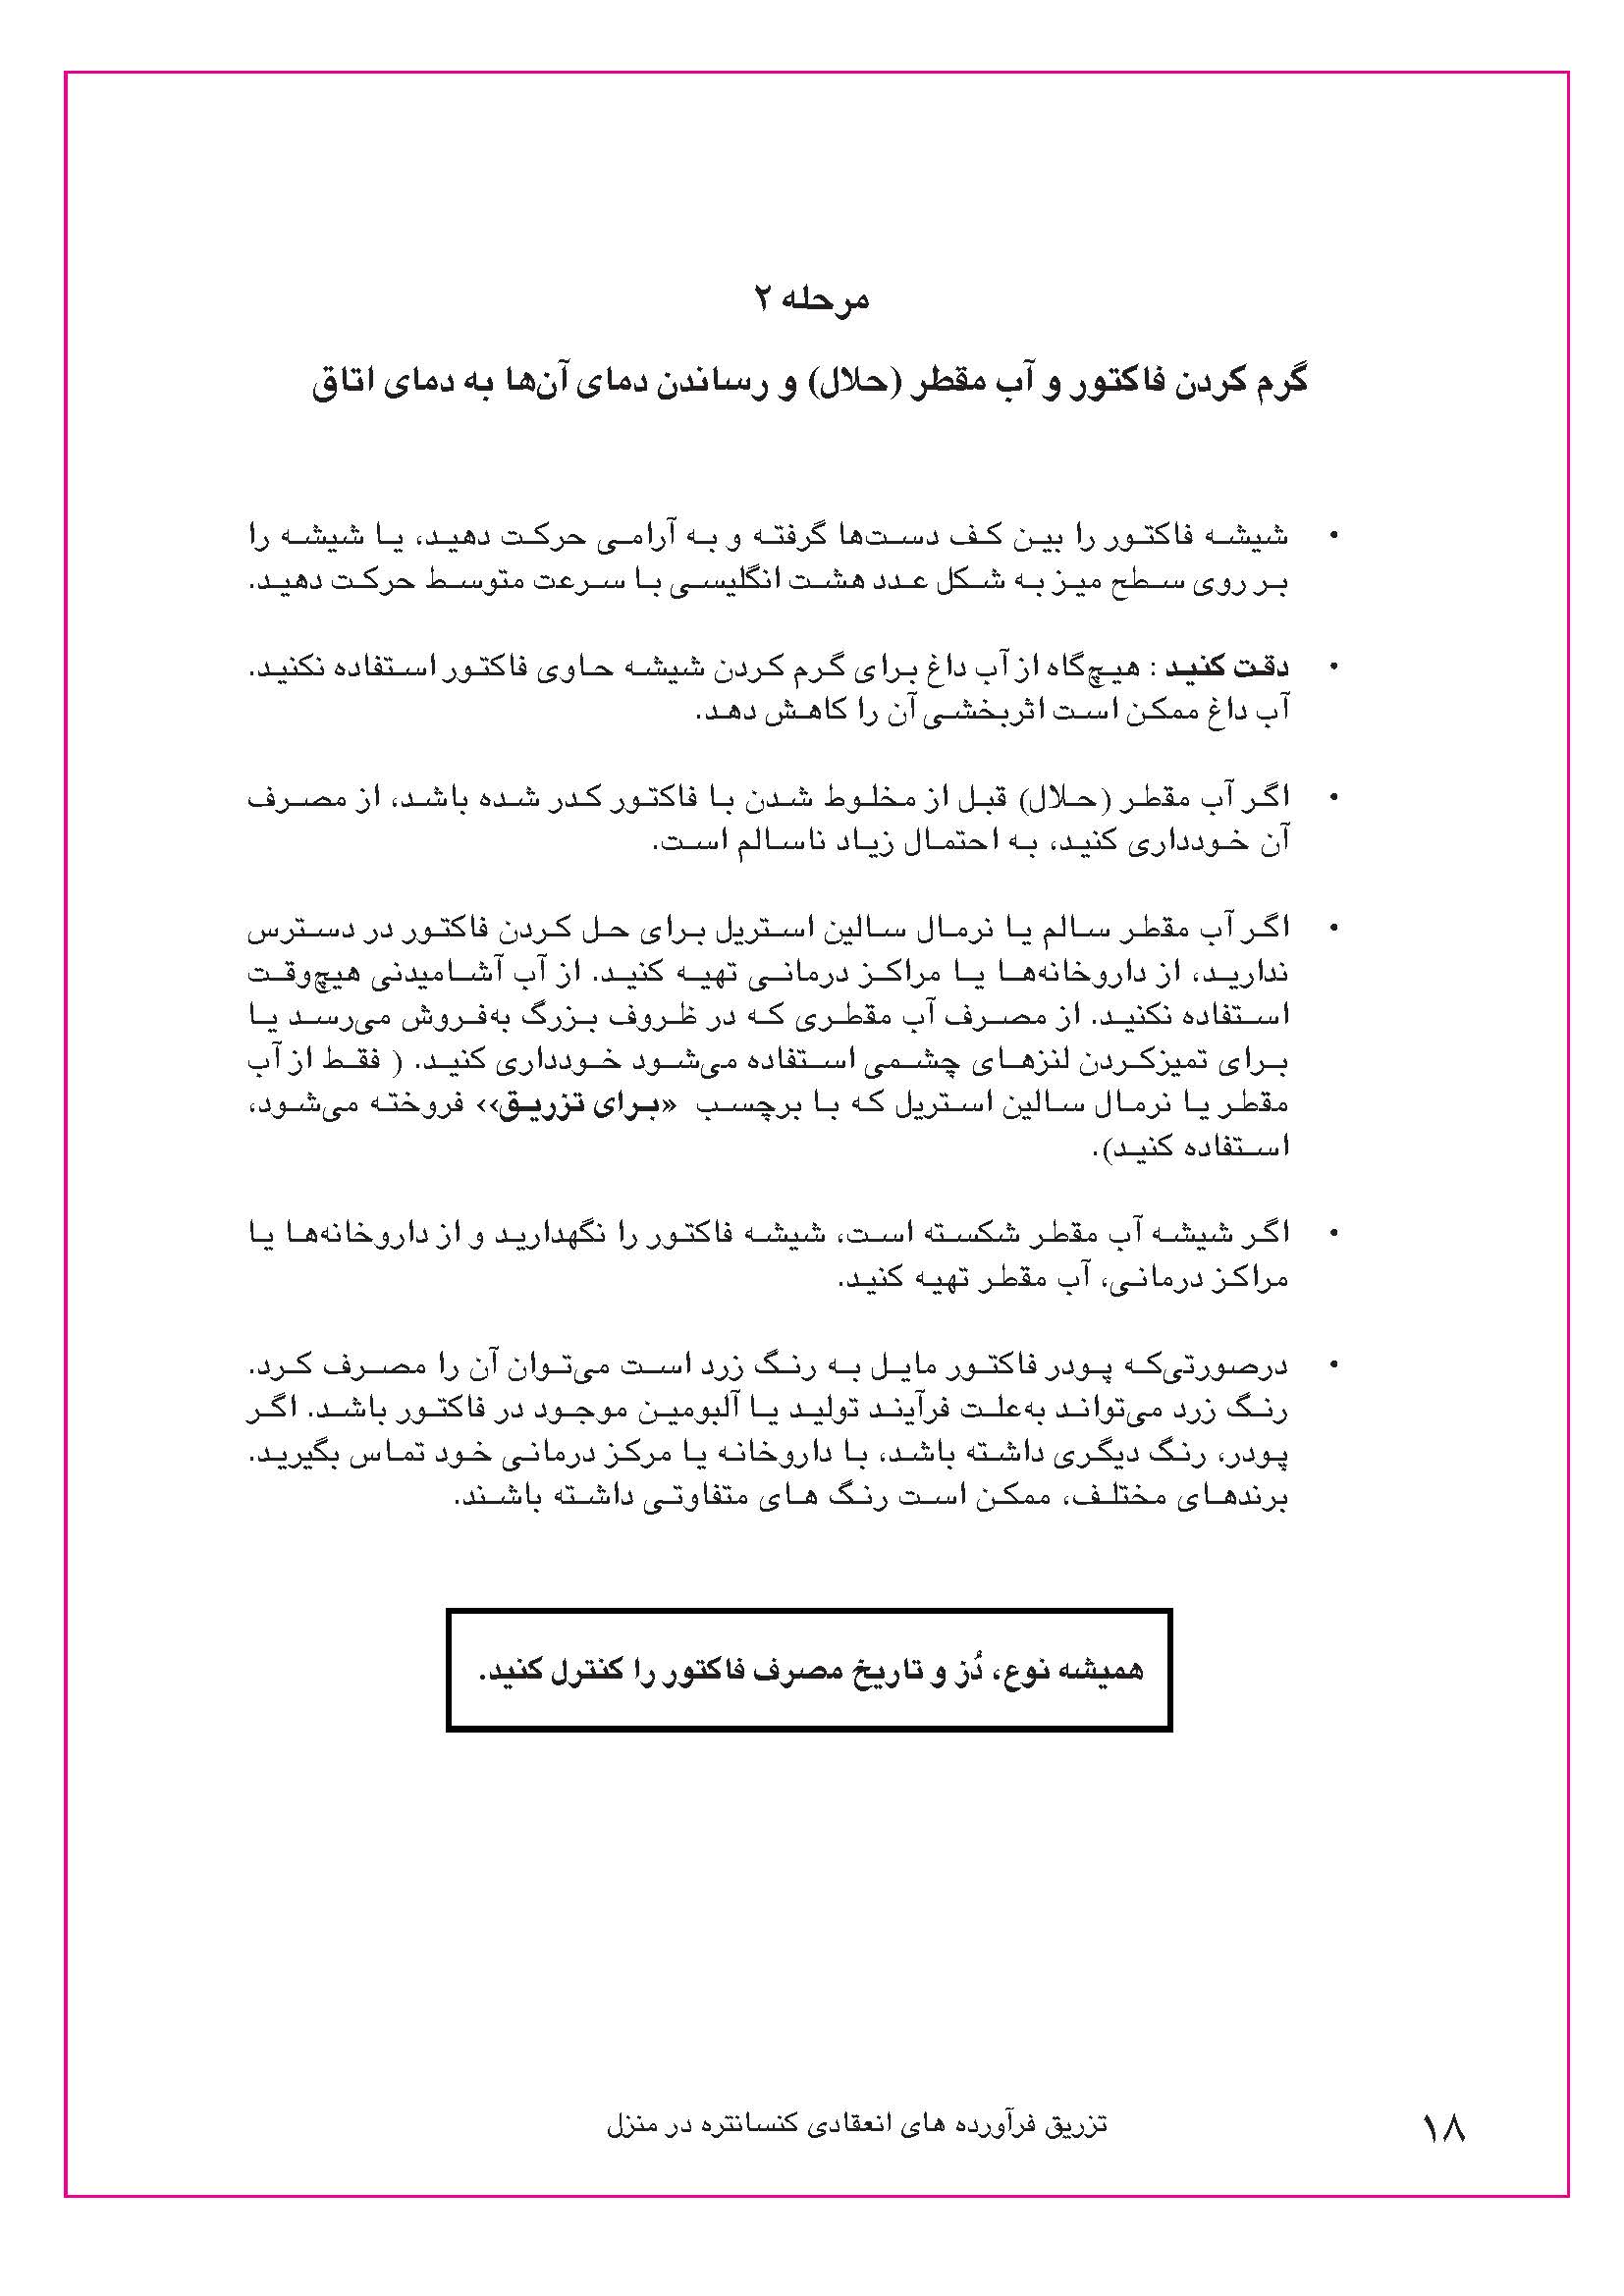 مرحله ۲
گرم کردن فاکتور و آب مقطر (حلال) و رساندن دمای آن‌ها به دمای اتاق
• شیشه فاکتور را بین کف دست‌ها گرفته و به آرامی حرکت دهید، یا شیشه را
بر روی سطح میز به شکل عدد هشت انگلیسی با سرعت متوسط حرکت دهید.
• دقت کنید : هیچ‌گاه از آب داغ برای گرم کردن شیشه حاوی فاکتور استفاده نکنید.
آب داغ ممکن است اثربخشی آن را کاهش دهد.
• اگر آب مقطر (حلال) قبل از مخلوط شدن با فاکتور کدر شده باشد، از مصرف
آن خودداری کنید، به احتمال زیاد ناسالم است.
• اگر آب مقطر سالم یا نرمال سالین استریل برای حل کردن فاکتور در دسترس
ندارید، از داروخانه‌ها یا مراکز درمانی تهیه کنید. از آب آشامیدنی هیچ‌وقت
استفاده نکنید. از مصرف آب مقطری که در ظروف بزرگ به‌فروش می‌رسد یا
برای تمیزکردن لنزهای چشمی استفاده می‌شود خودداری کنید. ( فقط از آب
مقطر یا نرمال سالین استریل که با برچسب «برای تزریق›› فروخته می‌شود،
استفاده کنید).
• اگر شیشه آب مقطر شکسته است، شیشه فاکتور را نگهدارید و از داروخانه‌ها یا
مراکز درمانی، آب مقطر تهیه کنید.
• درصورتی‌که پودر فاکتور مایل به رنگ زرد است می‌توان آن را مصرف کرد.
رنگ زرد می‌تواند به‌علت فرآیند تولید یا آلبومین موجود در فاکتور باشد. اگر
پودر، رنگ دیگری داشته باشد، با داروخانه یا مرکز درمانی خود تماس بگیرید.
برندهای مختلف، ممکن است رنگ های متفاوتی داشته باشند.
همیشه نوع، دُز و تاریخ مصرف فاکتور را کنترل کنید.
تزریق فرآورده های انعقادی کنسانتره در منزل
۱۸